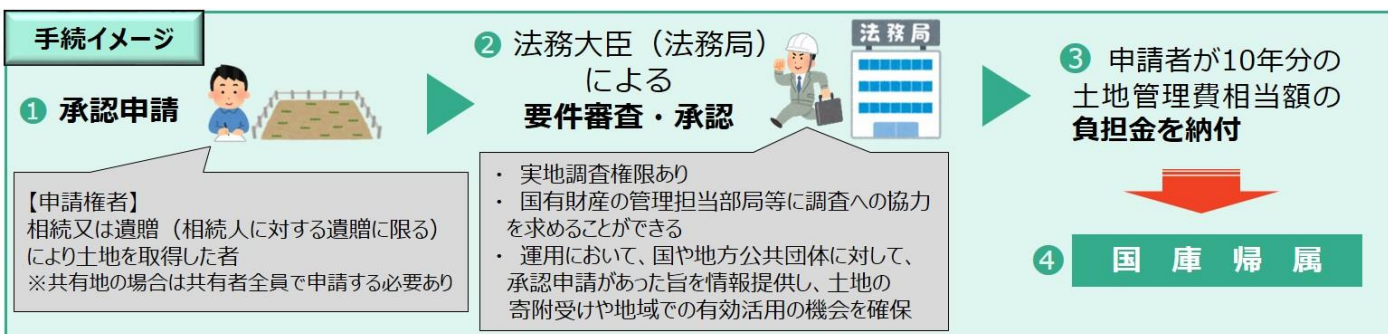 手続イメージ
❶ 承認申請
【申請権者】
相続又は遺贈（相続人に対する遺贈に限る）
により土地を取得した者
※共有地の場合は共有者全員で申請する必要あり
❷ 法務大臣（法務局）
による
要件審査・承認
法務局
・ 実地調査権限あり
・ 国有財産の管理担当部局等に調査への協力
を求めることができる
・ 運用において、国や地方公共団体に対して、
承認申請があった旨を情報提供し、土地の
寄附受けや地域での有効活用の機会を確保
❸ 申請者が10年分の
土地管理費相当額の
負担金を納付
❹ 国庫帰属